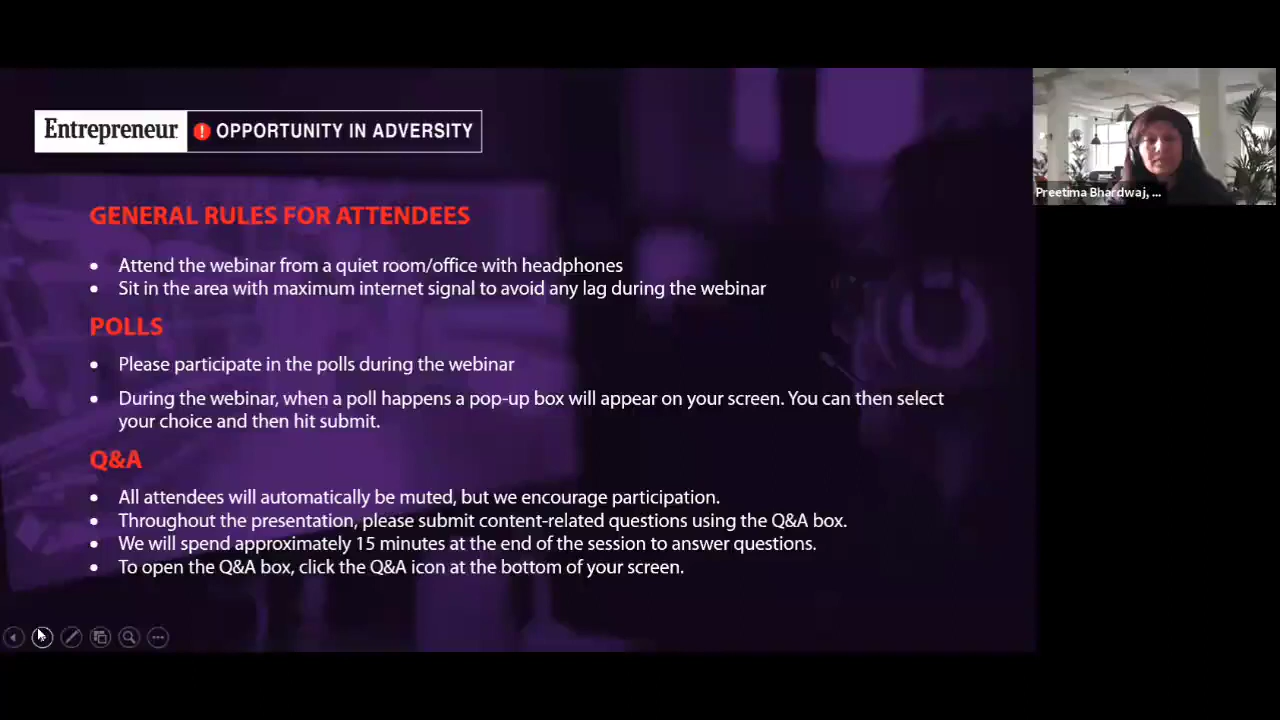 Entrepreneur
! OPPORTUNITY IN ADVERSITY
Preetima Bhardwaj, ...
GENERAL RULES FOR ATTENDEES
• Attend the webinar from a quiet room/office with headphones
• Sit in the area with maximum internet signal to avoid any lag during the webinar
POLLS
• Please participate in the polls during the webinar
• During the webinar, when a poll happens a pop-up box will appear on your screen. You can then select
your choice and then hit submit.
Q&A
• All attendees will automatically be muted, but we encourage participation.
• Throughout the presentation, please submit content-related questions using the Q&A box.
• We will spend approximately 15 minutes at the end of the session to answer questions.
• To open the Q&A box, click the Q&A icon at the bottom of your screen.